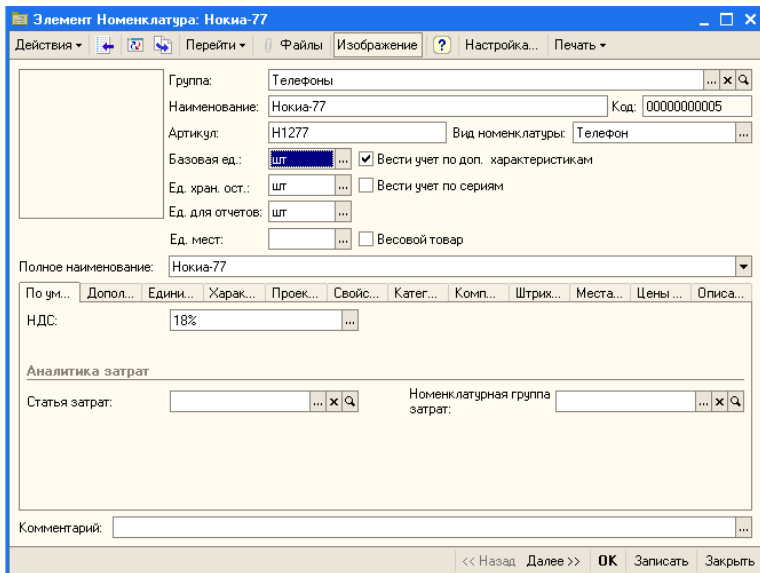 Элемент Номенклатура: Нокиа-77
Действия Перейти Файлы Изображение ? Настройка... Печать
Группа: Телефоны ... x
Наименование: Нокиа-77 Код: 00000000005
Артикул: H1277 Вид номенклатуры: Телефон ...
Базовая ед.: шт ... Вести учет по доп. характеристикам
Ед. хран. ост.: шт ... Вести учет по сериям
Ед. для отчетов: шт ...
Ед. мест: ... Весовой товар
Полное наименование: Нокиа-77
По ум... Допол... Едини... Харак... Проек... Свойс... Катег... Комп... Штрих... Места... Цены ... Описа...
НДС: 18% ...
Аналитика затрат
Статья затрат: ... x Номенклатурная группа ... x
затрат:
Комментарий: ...
<< Назад Далее >> OK Записать Закрыть